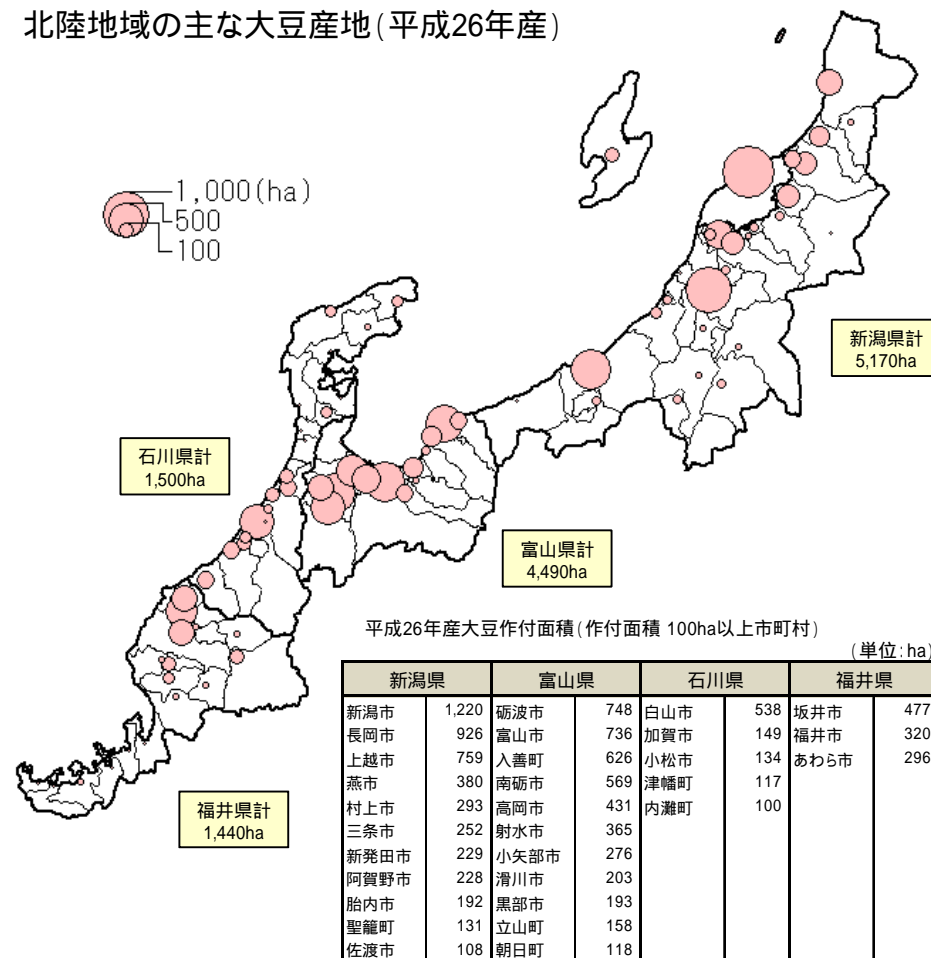 北陸地域の主な大豆産地(平成26年産)
1,000(ha)
500
100
新潟県計
5,170ha
石川県計
1,500ha
富山県計
4,490ha
福井県計
1,440ha
平成26年産大豆作付面積(作付面積 100ha以上市町村)
(単位:ha)
新潟県 富山県 石川県 福井県
新潟市 1,220 砺波市 748 白山市 538 坂井市 477
長岡市 926 富山市 736 加賀市 149 福井市 320
上越市 759 入善町 626 小松市 134 あわら市 296
燕市 380 南砺市 569 津幡町 117
村上市 293 高岡市 431 内灘町 100
三条市 252 射水市 365
新発田市 229 小矢部市 276
阿賀野市 228 滑川市 203
胎内市 192 黒部市 193
聖籠町 131 立山町 158
佐渡市 108 朝日町 118